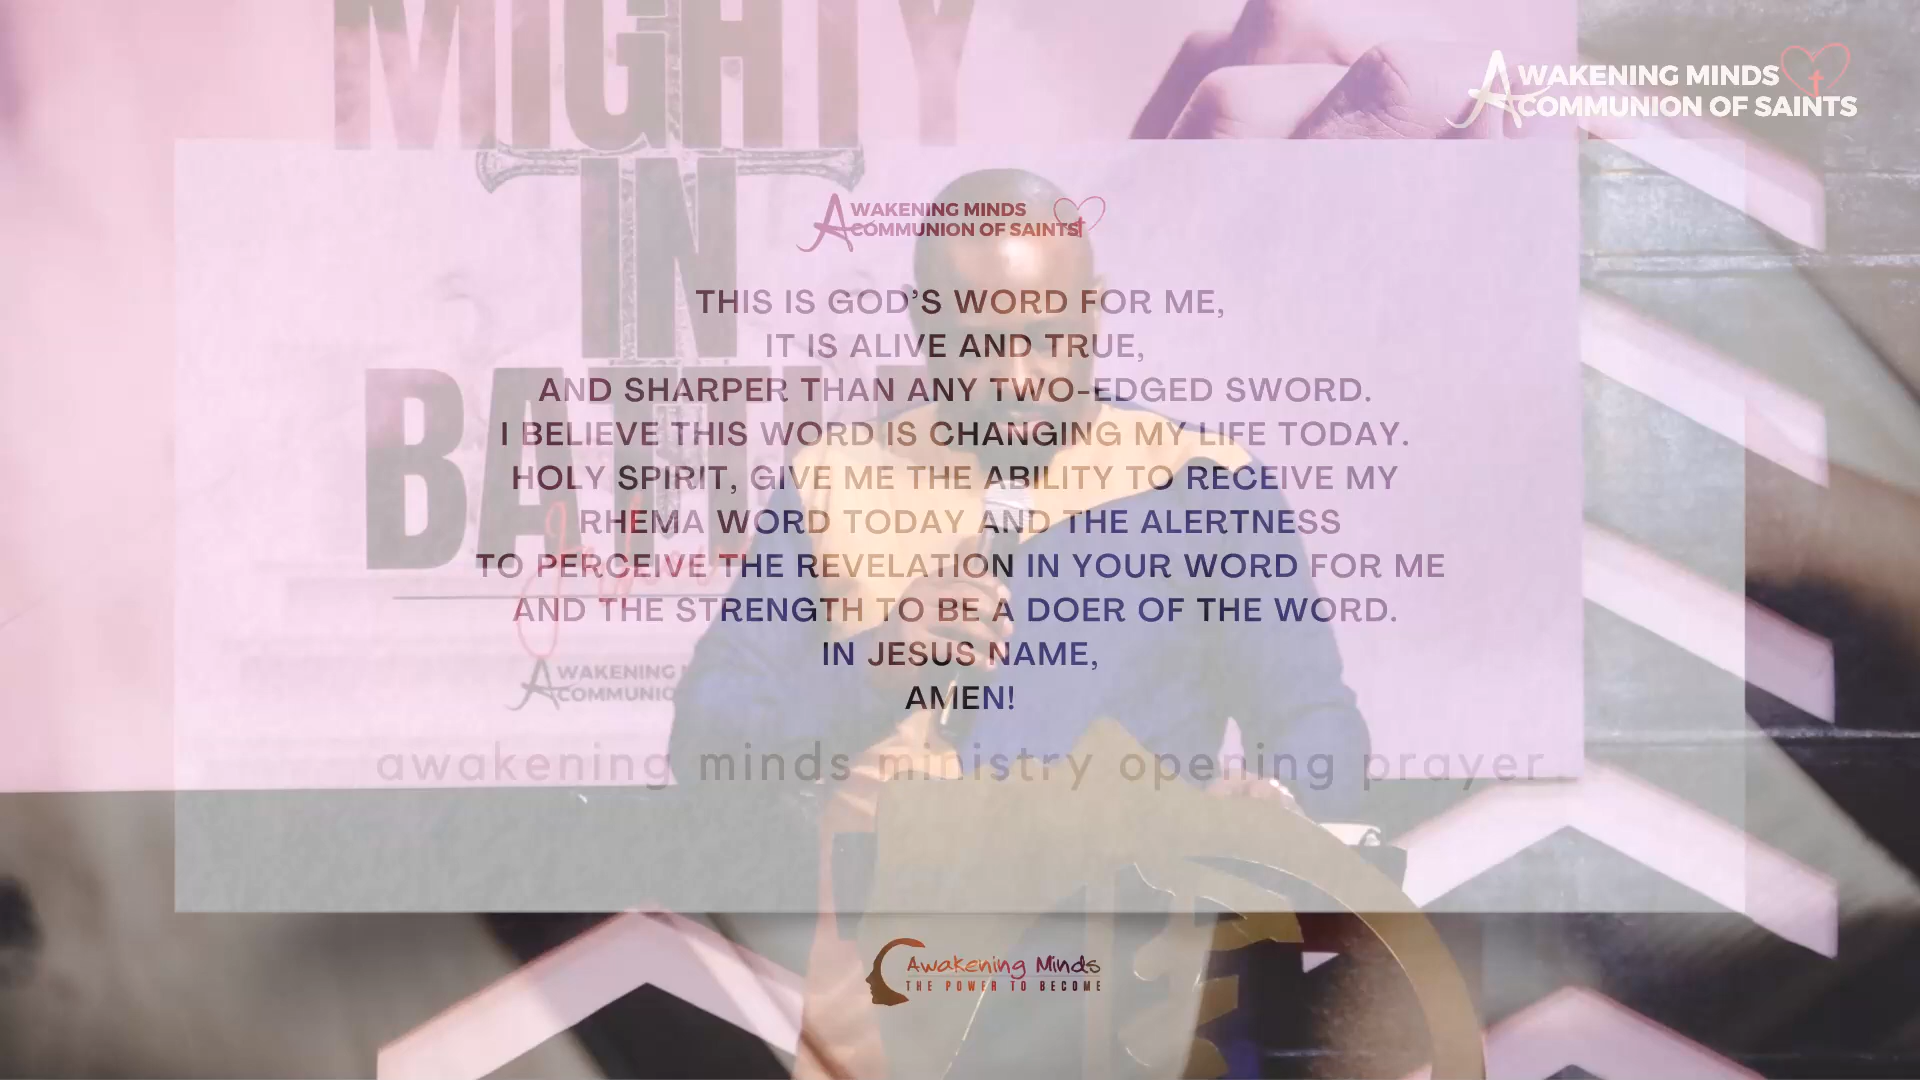 MIGHTY
IN
BATTL
AWAKENING MINDS
COMMUNION OF SAINTS
AWAKENING MINDS
COMMUNION OF SAINTS
THIS IS GOD'S WORD FOR ME,
IT IS ALIVE AND TRUE,
AND SHARPER THAN ANY TWO-EDGED SWORD.
I BELIEVE THIS WORD IS CHANGING MY LIFE TODAY.
HOLY SPIRIT, GIVE ME THE ABILITY TO RECEIVE MY
RHEMA WORD TODAY AND THE ALERTNESS
TO PERCEIVE THE REVELATION IN YOUR WORD FOR ME
AND THE STRENGTH TO BE A DOER OF THE WORD.
IN JESUS NAME,
AMEN!
AWAKENING
COMMUNIO
awakening minds ministry opening prayer
Awakening Minds
THE POWER TO BECOME